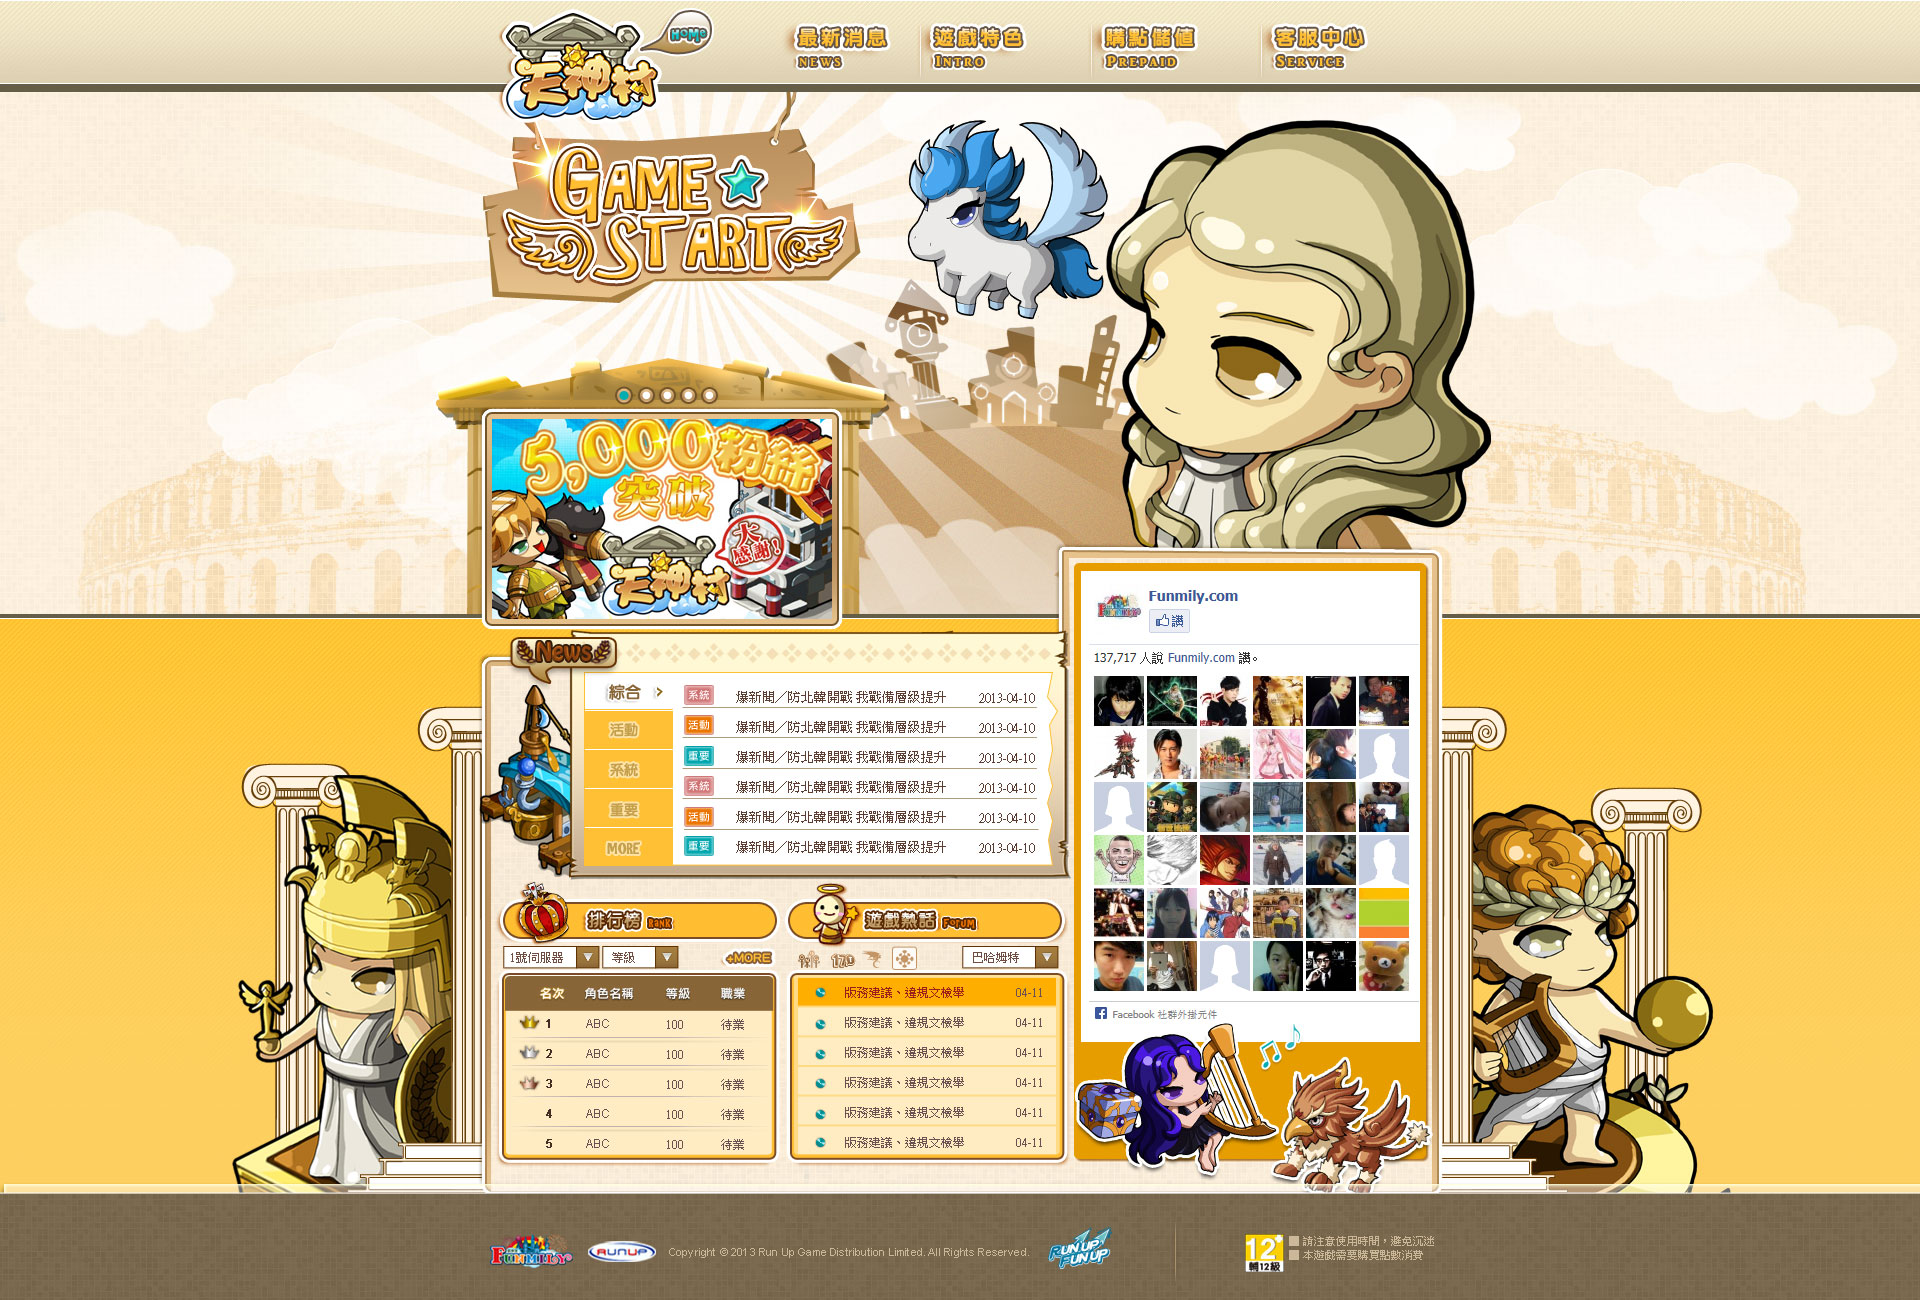 天神村
HOME
最新消息
NEWS
遊戲特色
INTRO
購點儲值
PREPAID
客服中心
SERVICE
GAME
START
5,000粉絲
突破
大
感謝!
天神村
News
綜合
活動
系統
重要
MORE
系統 爆新聞／防北韓開戰 我戰備層級提升 2013-04-10
活動 爆新聞／防北韓開戰 我戰備層級提升 2013-04-10
重要 爆新聞／防北韓開戰 我戰備層級提升 2013-04-10
系統 爆新聞／防北韓開戰 我戰備層級提升 2013-04-10
活動 爆新聞／防北韓開戰 我戰備層級提升 2013-04-10
重要 爆新聞／防北韓開戰 我戰備層級提升 2013-04-10
Funmily.com
讚
137,717 人說 Funmily.com 讚。
Facebook 社群外掛元件
排行榜 RANK
1號伺服器 等級 +MORE
名次 角色名稱 等級 職業
1 ABC 100 待業
2 ABC 100 待業
3 ABC 100 待業
4 ABC 100 待業
5 ABC 100 待業
遊戲熱話 FORUM
巴哈姆特
版務建議、違規文檢舉 04-11
版務建議、違規文檢舉 04-11
版務建議、違規文檢舉 04-11
版務建議、違規文檢舉 04-11
版務建議、違規文檢舉 04-11
版務建議、違規文檢舉 04-11
FUNMILY
RUNUP
Copyright © 2013 Run Up Game Distribution Limited. All Rights Reserved.
RUN UP
FUN UP
12+
輔12級
請注意使用時間，避免沉迷
本遊戲需要購買點數消費